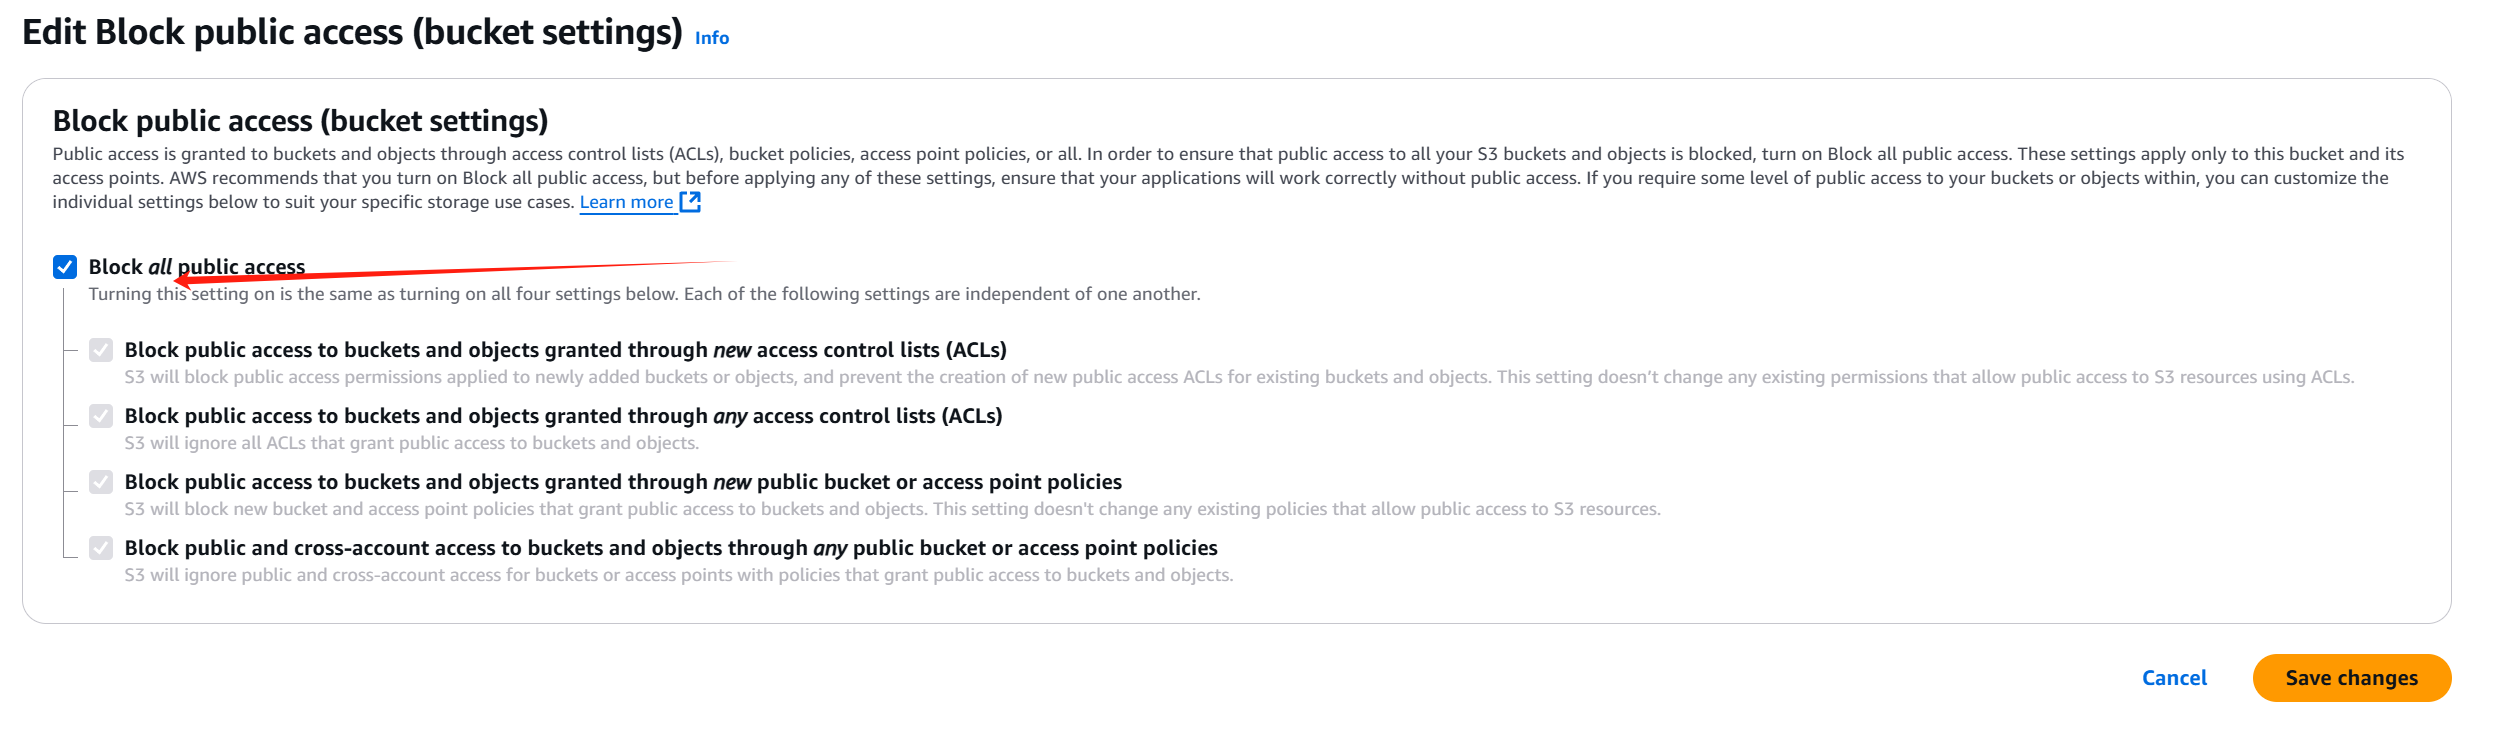 Edit Block public access (bucket settings) Info
Block public access (bucket settings)
Public access is granted to buckets and objects through access control lists (ACLs), bucket policies, access point policies, or all. In order to ensure that public access to all your S3 buckets and objects is blocked, turn on Block all public access. These settings apply only to this bucket and its
access points. AWS recommends that you turn on Block all public access, but before applying any of these settings, ensure that your applications will work correctly without public access. If you require some level of public access to your buckets or objects within, you can customize the
individual settings below to suit your specific storage use cases. Learn more
Block all public access
Turning this setting on is the same as turning on all four settings below. Each of the following settings are independent of one another.
Block public access to buckets and objects granted through new access control lists (ACLs)
S3 will block public access permissions applied to newly added buckets or objects, and prevent the creation of new public access ACLs for existing buckets and objects. This setting doesn’t change any existing permissions that allow public access to S3 resources using ACLs.
Block public access to buckets and objects granted through any access control lists (ACLs)
S3 will ignore all ACLs that grant public access to buckets and objects.
Block public access to buckets and objects granted through new public bucket or access point policies
S3 will block new bucket and access point policies that grant public access to buckets and objects. This setting doesn't change any existing policies that allow public access to S3 resources.
Block public and cross-account access to buckets and objects through any public bucket or access point policies
S3 will ignore public and cross-account access for buckets or access points with policies that grant public access to buckets and objects.
Cancel Save changes